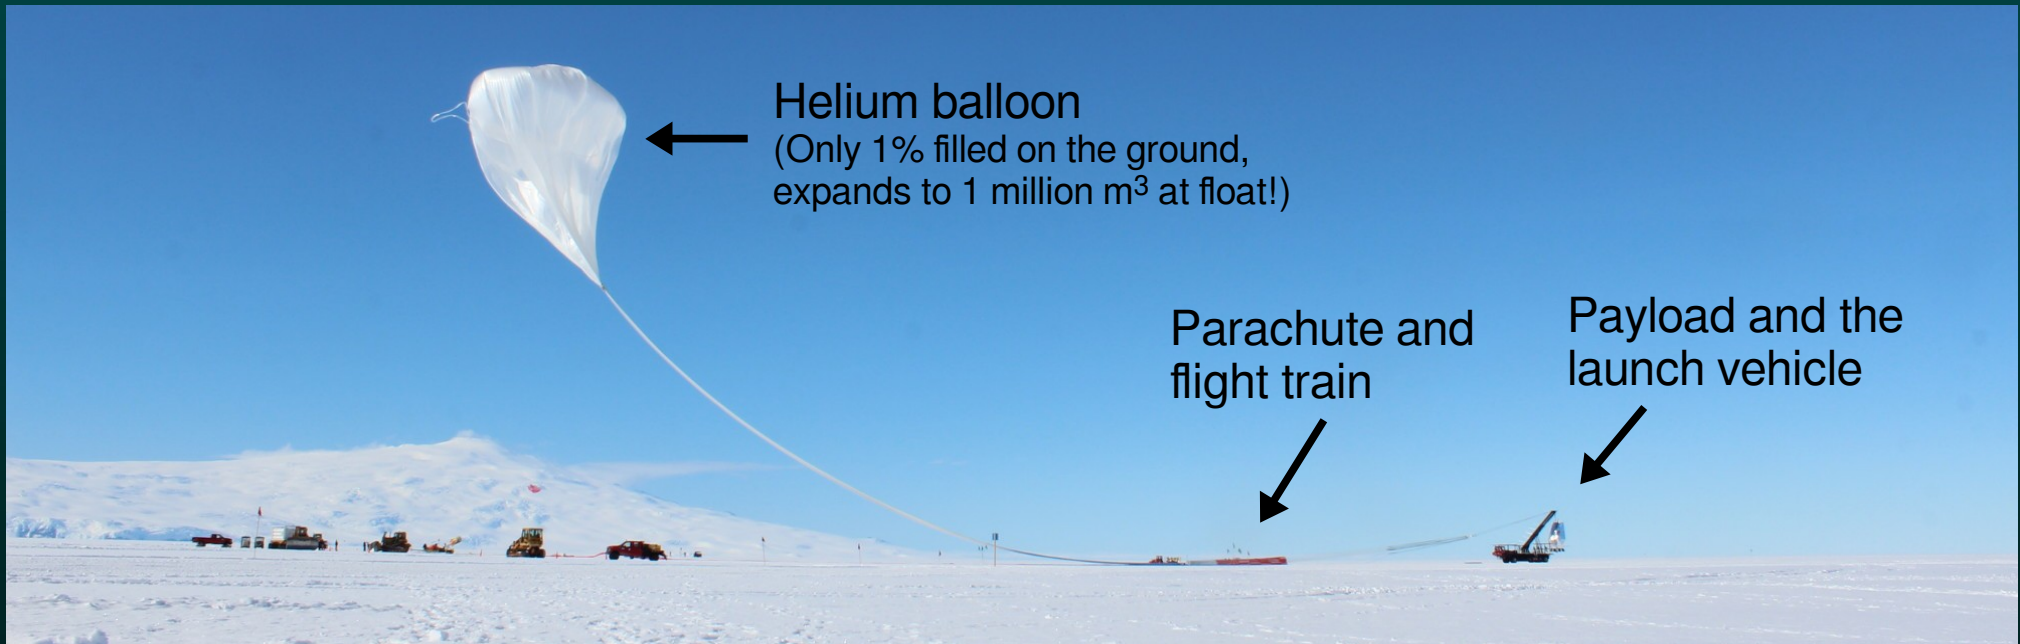 Helium balloon
(Only 1% filled on the ground,
expands to 1 million m³ at float!)
Parachute and
flight train
Payload and the
launch vehicle